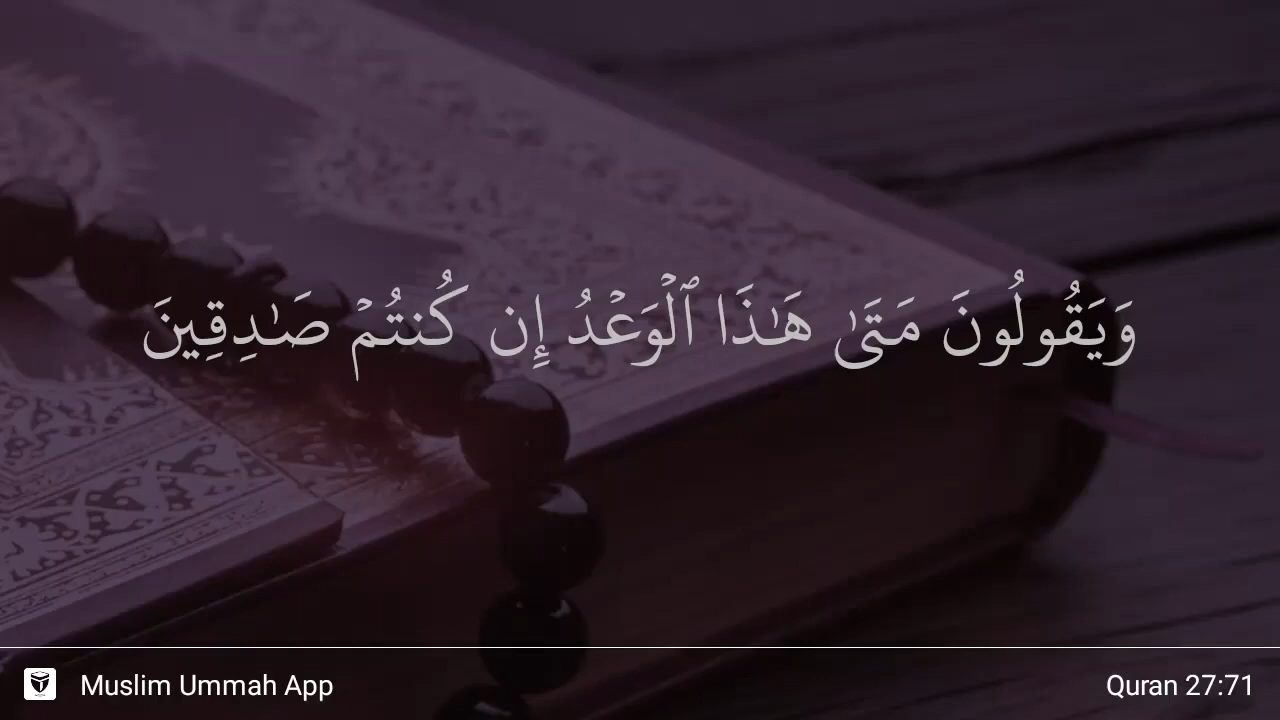 وَيَقُولُونَ مَتَىٰ هَـٰذَا ٱلْوَعْدُ إِن كُنتُمْ صَـٰدِقِينَ
Muslim Ummah App
Quran 27:71